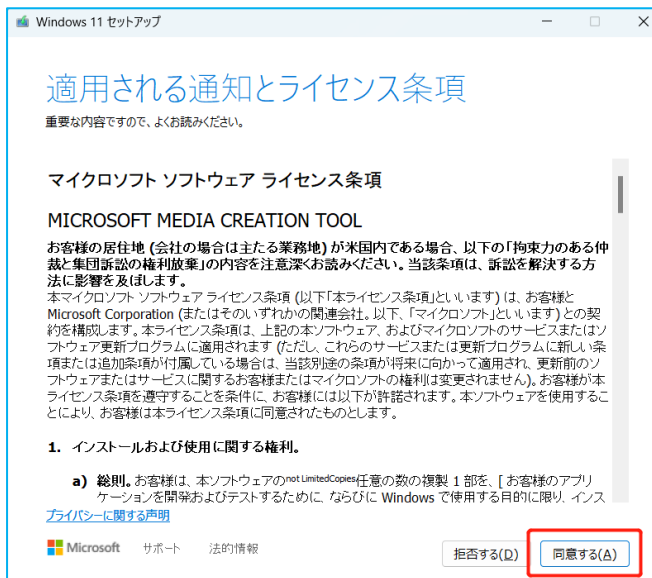 Windows 11 セットアップ
適用される通知とライセンス条項
重要な内容ですので、よくお読みください。
マイクロソフト ソフトウェア ライセンス条項
MICROSOFT MEDIA CREATION TOOL
お客様の居住地 (会社の場合は主たる業務地) が米国内である場合、以下の「拘束力のある仲
裁と集団訴訟の権利放棄」の内容を注意深くお読みください。当該条項は、訴訟を解決する方
法に影響を及ぼします。
本マイクロソフト ソフトウェア ライセンス条項 (以下「本ライセンス条項」といいます) は、お客様と
Microsoft Corporation (またはそのいずれかの関連会社。以下、「マイクロソフト」といいます) との契
約を構成します。本ライセンス条項は、上記の本ソフトウェア、およびマイクロソフトのサービスまたはソ
フトウェア更新プログラムに適用されます (ただし、これらのサービスまたは更新プログラムに新しい条
項または追加条項が付属している場合は、当該別途の条項が将来に向かって適用され、更新前のソ
フトウェアまたはサービスに関するお客様またはマイクロソフトの権利は変更されません)。お客様が本
ライセンス条項を遵守することを条件に、お客様には以下が許諾されます。本ソフトウェアを使用するこ
とにより、お客様は本ライセンス条項に同意されたものとします。
1. インストールおよび使用に関する権利。
a) 総則。お客様は、本ソフトウェアのnot LimitedCopies任意の数の複製 1 部を、[ お客様のアプリ
ケーションを開発およびテストするために、ならびに Windows で使用する目的に限り、インス
プライバシーに関する声明
Microsoft サポート 法的情報 拒否する(D) 同意する(A)